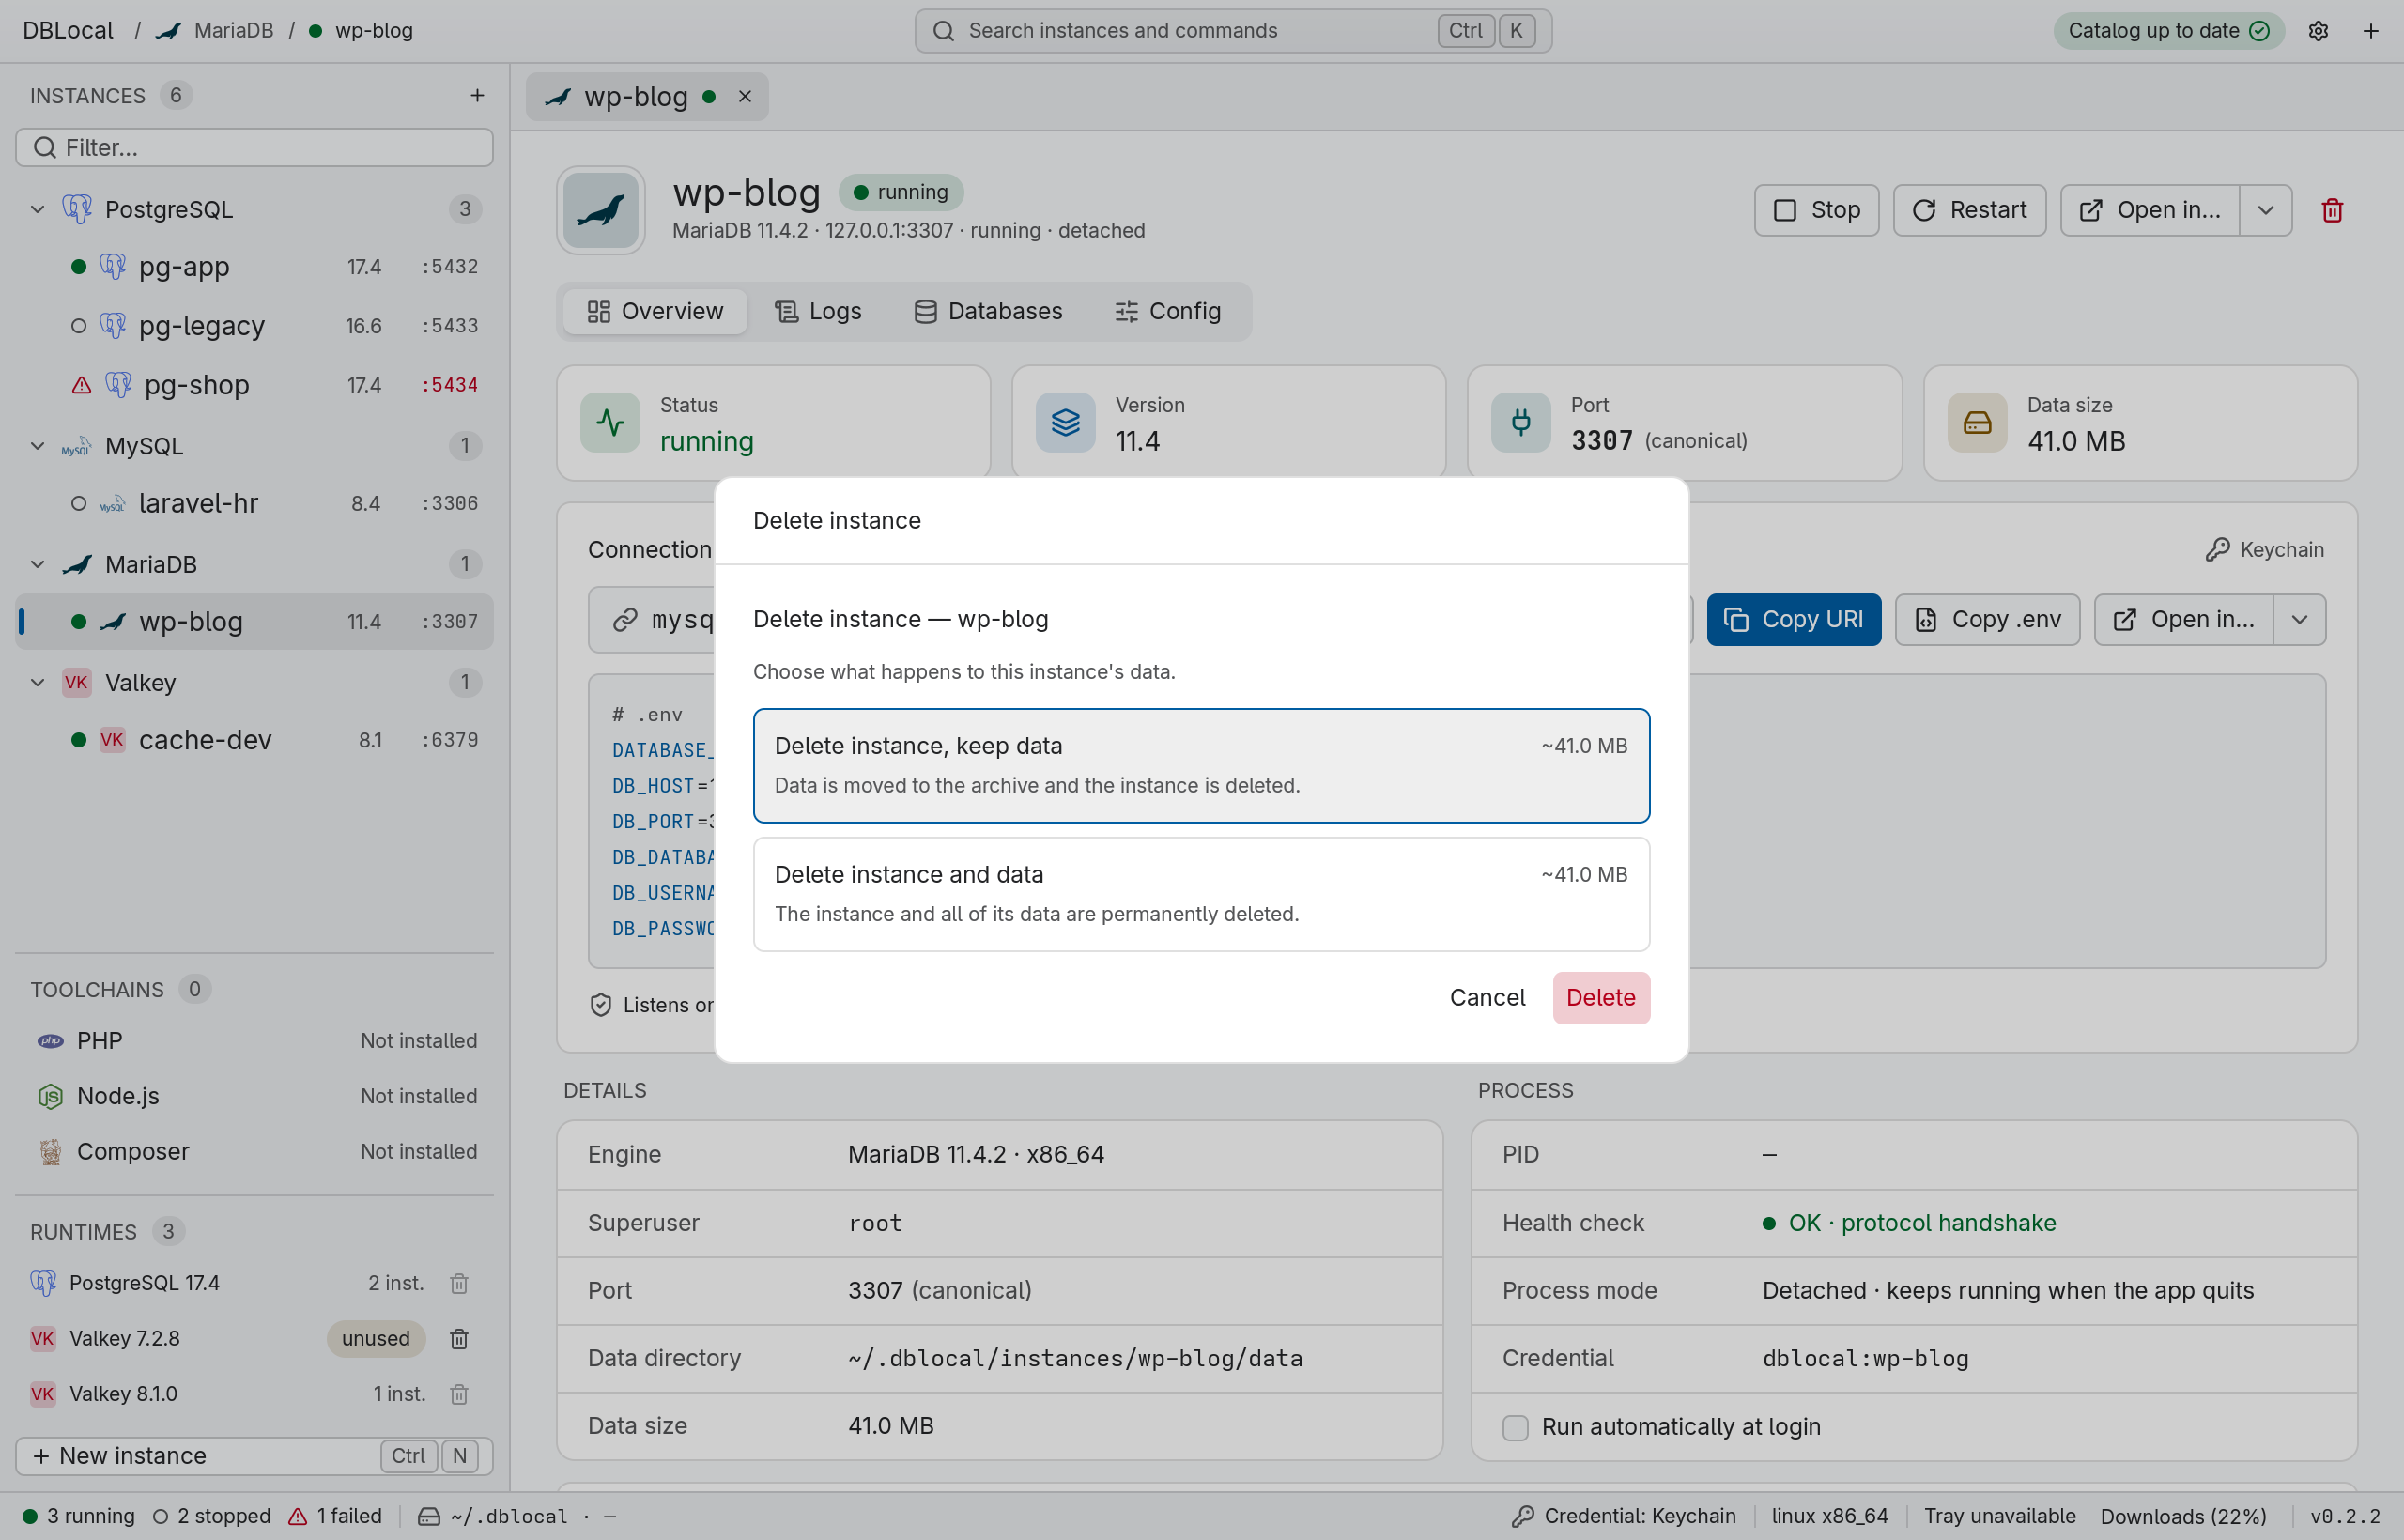 DBLocal / MariaDB / wp-blog
Search instances and commands Ctrl K
Catalog up to date
INSTANCES 6
Filter...
PostgreSQL 3
pg-app 17.4 :5432
pg-legacy 16.6 :5433
pg-shop 17.4 :5434
MySQL MySQL 1
MySQL laravel-hr 8.4 :3306
MariaDB 1
wp-blog 11.4 :3307
VK Valkey 1
VK cache-dev 8.1 :6379
TOOLCHAINS 0
php PHP Not installed
Node.js Not installed
Composer Not installed
RUNTIMES 3
PostgreSQL 17.4 2 inst.
VK Valkey 7.2.8 unused
VK Valkey 8.1.0 1 inst.
+ New instance Ctrl N
wp-blog
wp-blog running
MariaDB 11.4.2 · 127.0.0.1:3307 · running · detached
Stop Restart Open in...
Overview Logs Databases Config
Status
running
Version
11.4
Port
3307 (canonical)
Data size
41.0 MB
Connection
Keychain
mysq
Copy URI Copy .env Open in...
# .env
DATABASE_
DB_HOST=
DB_PORT=3
DB_DATABA
DB_USERNA
DB_PASSWO
Listens on
Delete instance
Delete instance — wp-blog
Choose what happens to this instance's data.
Delete instance, keep data ~41.0 MB
Data is moved to the archive and the instance is deleted.
Delete instance and data ~41.0 MB
The instance and all of its data are permanently deleted.
Cancel Delete
DETAILS
Engine MariaDB 11.4.2 · x86_64
Superuser root
Port 3307 (canonical)
Data directory ~/.dblocal/instances/wp-blog/data
Data size 41.0 MB
PROCESS
PID —
Health check OK · protocol handshake
Process mode Detached · keeps running when the app quits
Credential dblocal:wp-blog
Run automatically at login
3 running 2 stopped 1 failed ~/.dblocal · —
Credential: Keychain linux x86_64 Tray unavailable Downloads (22%) v0.2.2